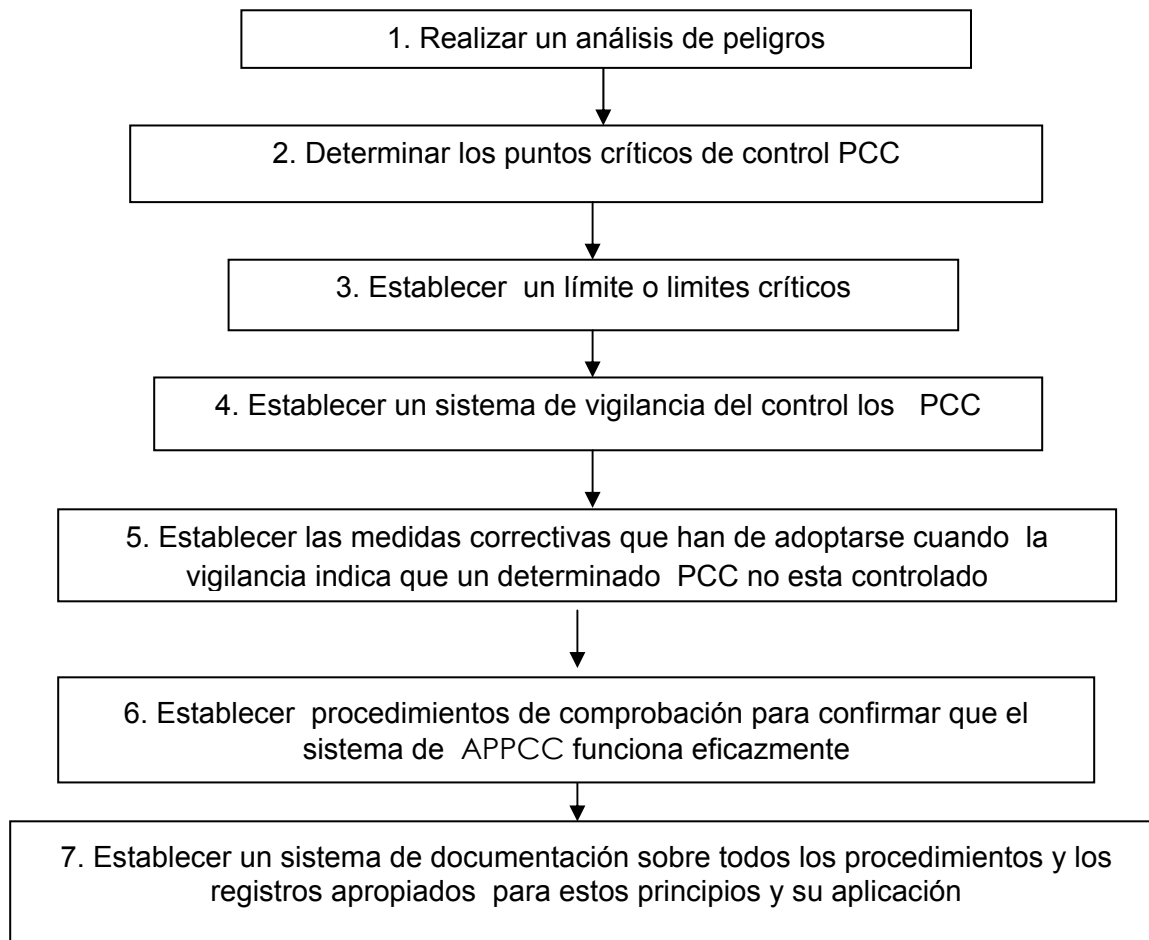 1. Realizar un análisis de peligros
2. Determinar los puntos críticos de control PCC
3. Establecer un límite o limites críticos
4. Establecer un sistema de vigilancia del control los PCC
5. Establecer las medidas correctivas que han de adoptarse cuando la
vigilancia indica que un determinado PCC no esta controlado
6. Establecer procedimientos de comprobación para confirmar que el
sistema de APPCC funciona eficazmente
7. Establecer un sistema de documentación sobre todos los procedimientos y los
registros apropiados para estos principios y su aplicación